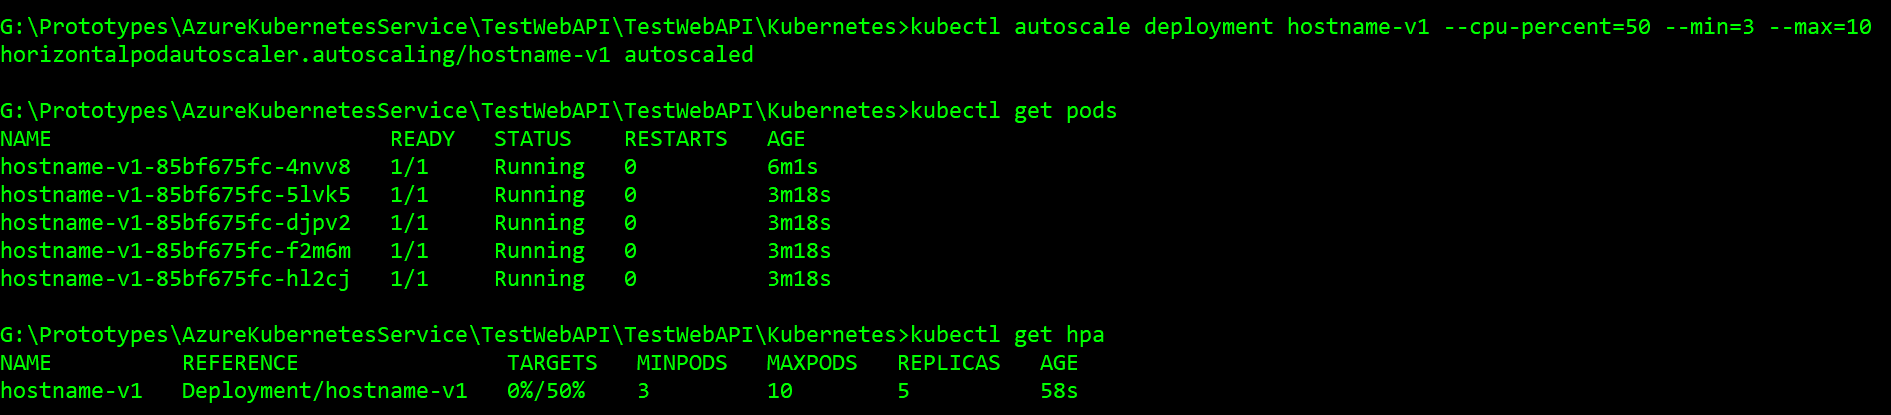 G:\Prototypes\AzureKubernetesService\TestWebAPI\TestWebAPI\Kubernetes>kubectl autoscale deployment hostname-v1 --cpu-percent=50 --min=3 --max=10
horizontalpodautoscaler.autoscaling/hostname-v1 autoscaled
G:\Prototypes\AzureKubernetesService\TestWebAPI\TestWebAPI\Kubernetes>kubectl get pods
NAME READY STATUS RESTARTS AGE
hostname-v1-85bf675fc-4nvv8 1/1 Running 0 6m1s
hostname-v1-85bf675fc-5lvk5 1/1 Running 0 3m18s
hostname-v1-85bf675fc-djpv2 1/1 Running 0 3m18s
hostname-v1-85bf675fc-f2m6m 1/1 Running 0 3m18s
hostname-v1-85bf675fc-hl2cj 1/1 Running 0 3m18s
G:\Prototypes\AzureKubernetesService\TestWebAPI\TestWebAPI\Kubernetes>kubectl get hpa
NAME REFERENCE TARGETS MINPODS MAXPODS REPLICAS AGE
hostname-v1 Deployment/hostname-v1 0%/50% 3 10 5 58s